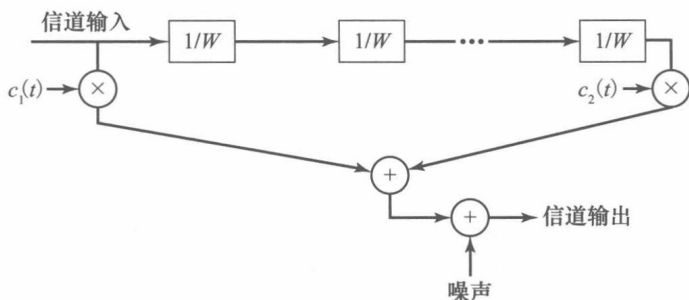 信道输入
1/W
1/W
...
1/W
c₁(t)
×
c₂(t)
×
+
+
信道输出
噪声